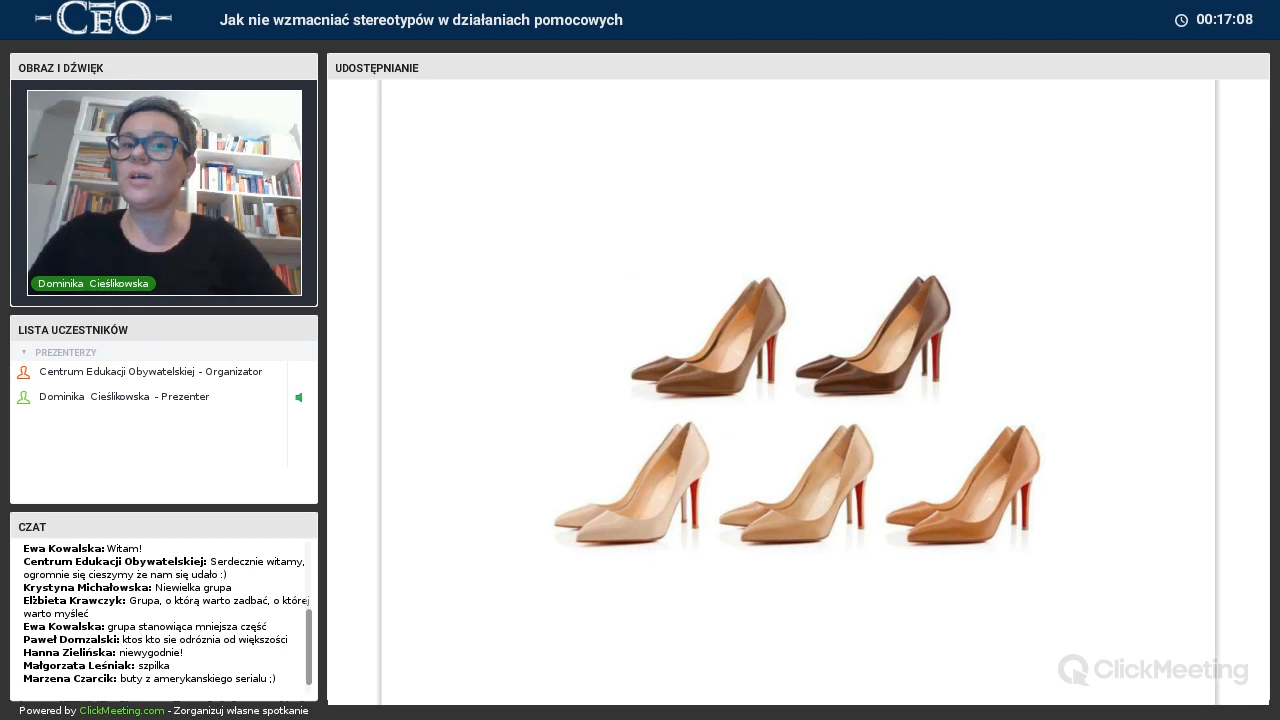 CEO
Jak nie wzmacniać stereotypów w działaniach pomocowych
00:17:08
OBRAZ I DŹWIĘK
Dominika Cieślikowska
LISTA UCZESTNIKÓW
PREZENTERZY
Centrum Edukacji Obywatelskiej - Organizator
Dominika Cieślikowska - Prezenter
CZAT
Ewa Kowalska: Witam!
Centrum Edukacji Obywatelskiej: Serdecznie witamy,
ogromnie się cieszymy że nam się udało :)
Krystyna Michałowska: Niewielka grupa
Elżbieta Krawczyk: Grupa, o którą warto zadbać, o której
warto myśleć
Ewa Kowalska: grupa stanowiąca mniejsza część
Paweł Domzalski: ktos kto sie odróznia od większości
Hanna Zielińska: niewygodnie!
Małgorzata Leśniak: szpilka
Marzena Czarcik: buty z amerykanskiego serialu ;)
Powered by ClickMeeting.com - Zorganizuj własne spotkanie
UDOSTĘPNIANIE
ClickMeeting